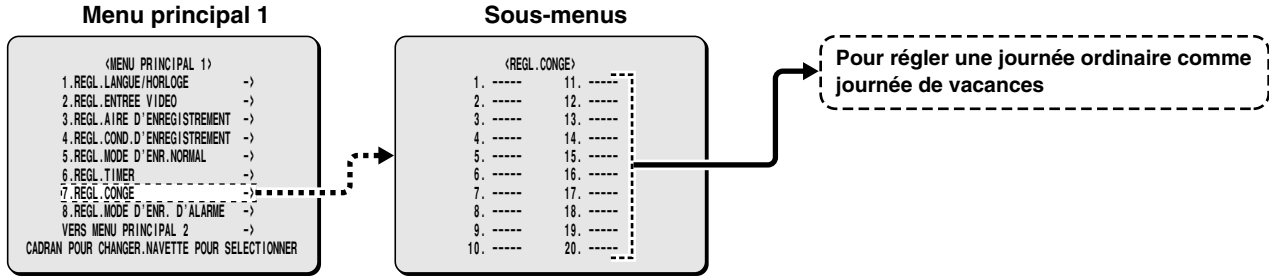 Menu principal 1
<MENU PRINCIPAL 1>
1.REGL.LANGUE/HORLOGE ->
2.REGL.ENTREE VIDEO ->
3.REGL.AIRE D'ENREGISTREMENT ->
4.REGL.COND.D'ENREGISTREMENT ->
5.REGL.MODE D'ENR.NORMAL ->
6.REGL.TIMER ->
7.REGL.CONGE ->
8.REGL.MODE D'ENR. D'ALARME ->
VERS MENU PRINCIPAL 2 ->
CADRAN POUR CHANGER.NAVETTE POUR SELECTIONNER
Sous-menus
<REGL.CONGE>
1. ----- 11. -----
2. ----- 12. -----
3. ----- 13. -----
4. ----- 14. -----
5. ----- 15. -----
6. ----- 16. -----
7. ----- 17. -----
8. ----- 18. -----
9. ----- 19. -----
10. ----- 20. -----
Pour régler une journée ordinaire comme
journée de vacances